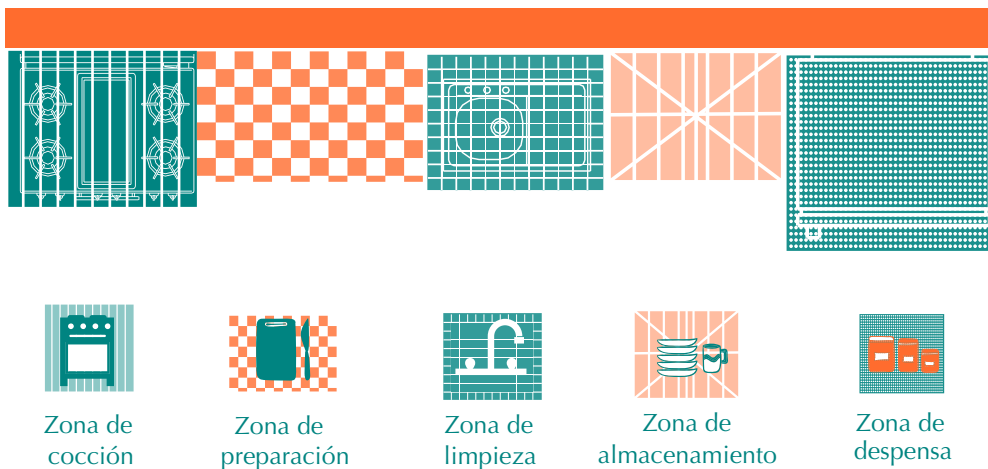 Zona de
cocción
Zona de
preparación
Zona de
limpieza
Zona de
almacenamiento
Zona de
despensa